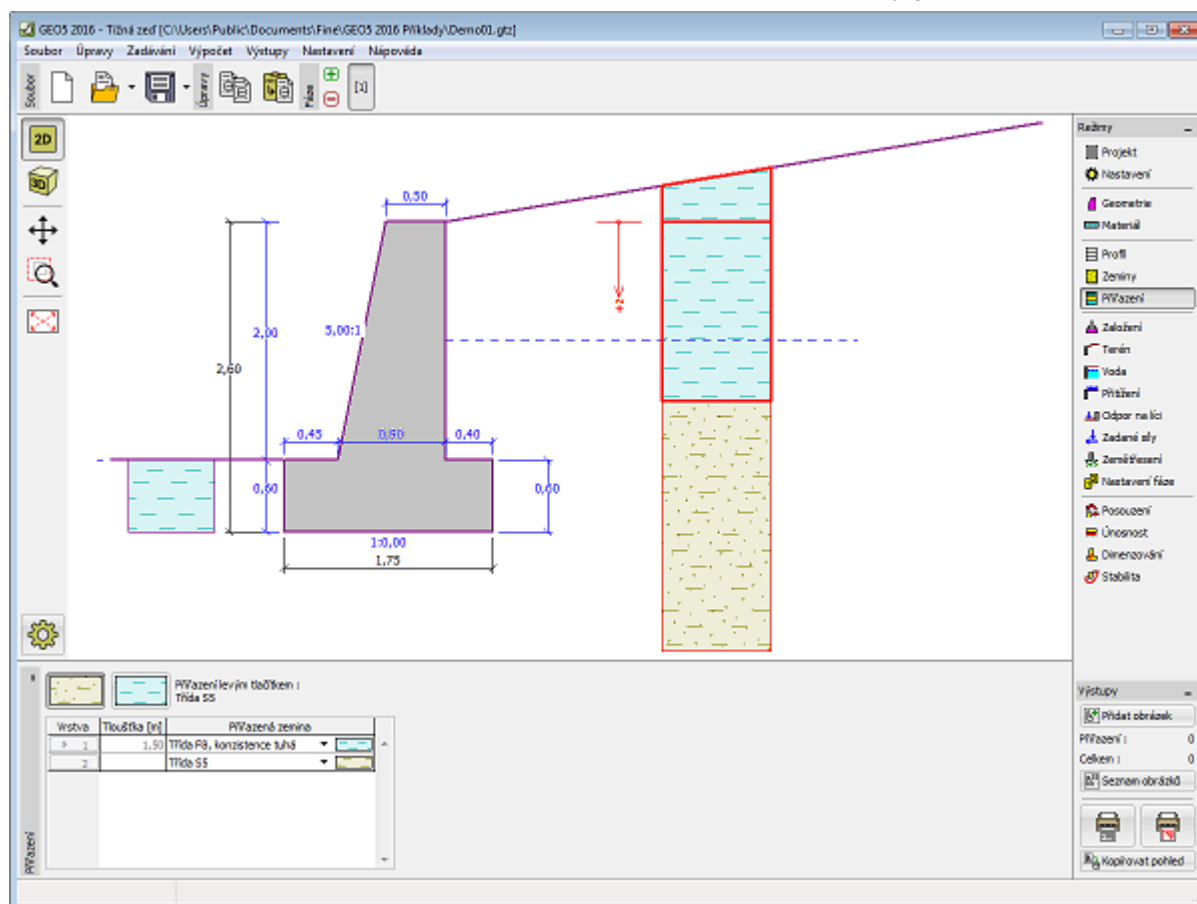 GEO5 2016 - Tížná zeď [C:\Users\Public\Documents\Fine\GEO5 2016 Příklady\Demo01.gtz]
Soubor Úpravy Zadávání Výpočet Výstupy Nastavení Nápověda
Soubor
Úpravy
Fáze
[1]
2D
3D
0,50
2,00
5,00:1
2,60
+z
0,45
0,90
0,40
0,60
0,60
1:0,00
1,75
Režimy
Projekt
Nastavení
Geometrie
Materiál
Profil
Zeminy
Přiřazení
Založení
Terén
Voda
Přitížení
Odpor na líci
Zadané síly
Zemětřesení
Nastavení fáze
Posouzení
Únosnost
Dimenzování
Stabilita
Přiřazení levým tlačítkem :
Třída S5
Vrstva Tloušťka [m] Přiřazená zemina
1 1,50 Třída F8, konzistence tuhá
2 Třída S5
Přiřazení
Výstupy
Přidat obrázek
Přiřazení : 0
Celkem : 0
Seznam obrázků
Kopírovat pohled